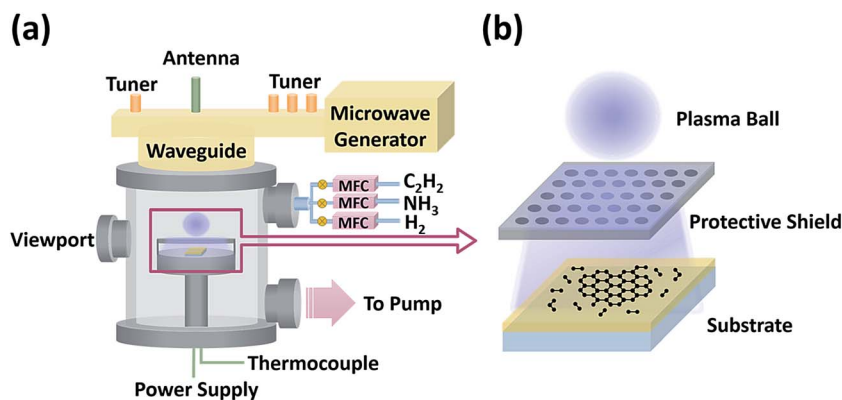 (a)
Antenna
Tuner
Tuner
Microwave
Generator
Waveguide
MFC
C₂H₂
MFC
NH₃
MFC
H₂
Viewport
To Pump
Thermocouple
Power Supply
(b)
Plasma Ball
Protective Shield
Substrate